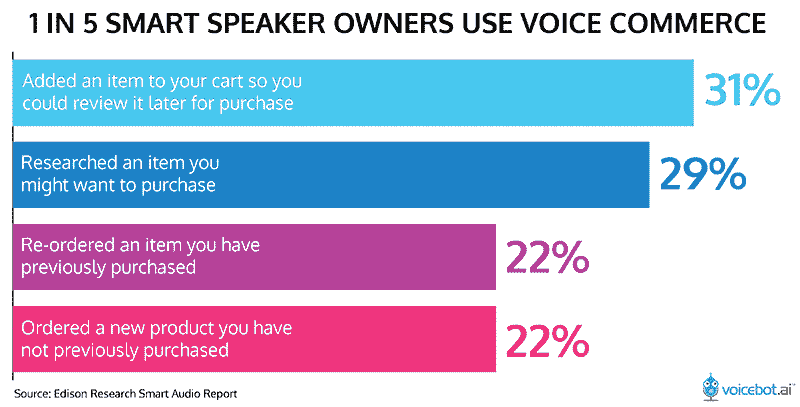 1 IN 5 SMART SPEAKER OWNERS USE VOICE COMMERCE
Added an item to your cart so you
could review it later for purchase
31%
Researched an item you
might want to purchase
29%
Re-ordered an item you have
previously purchased
22%
Ordered a new product you have
not previously purchased
22%
Source: Edison Research Smart Audio Report
voicebot.ai™